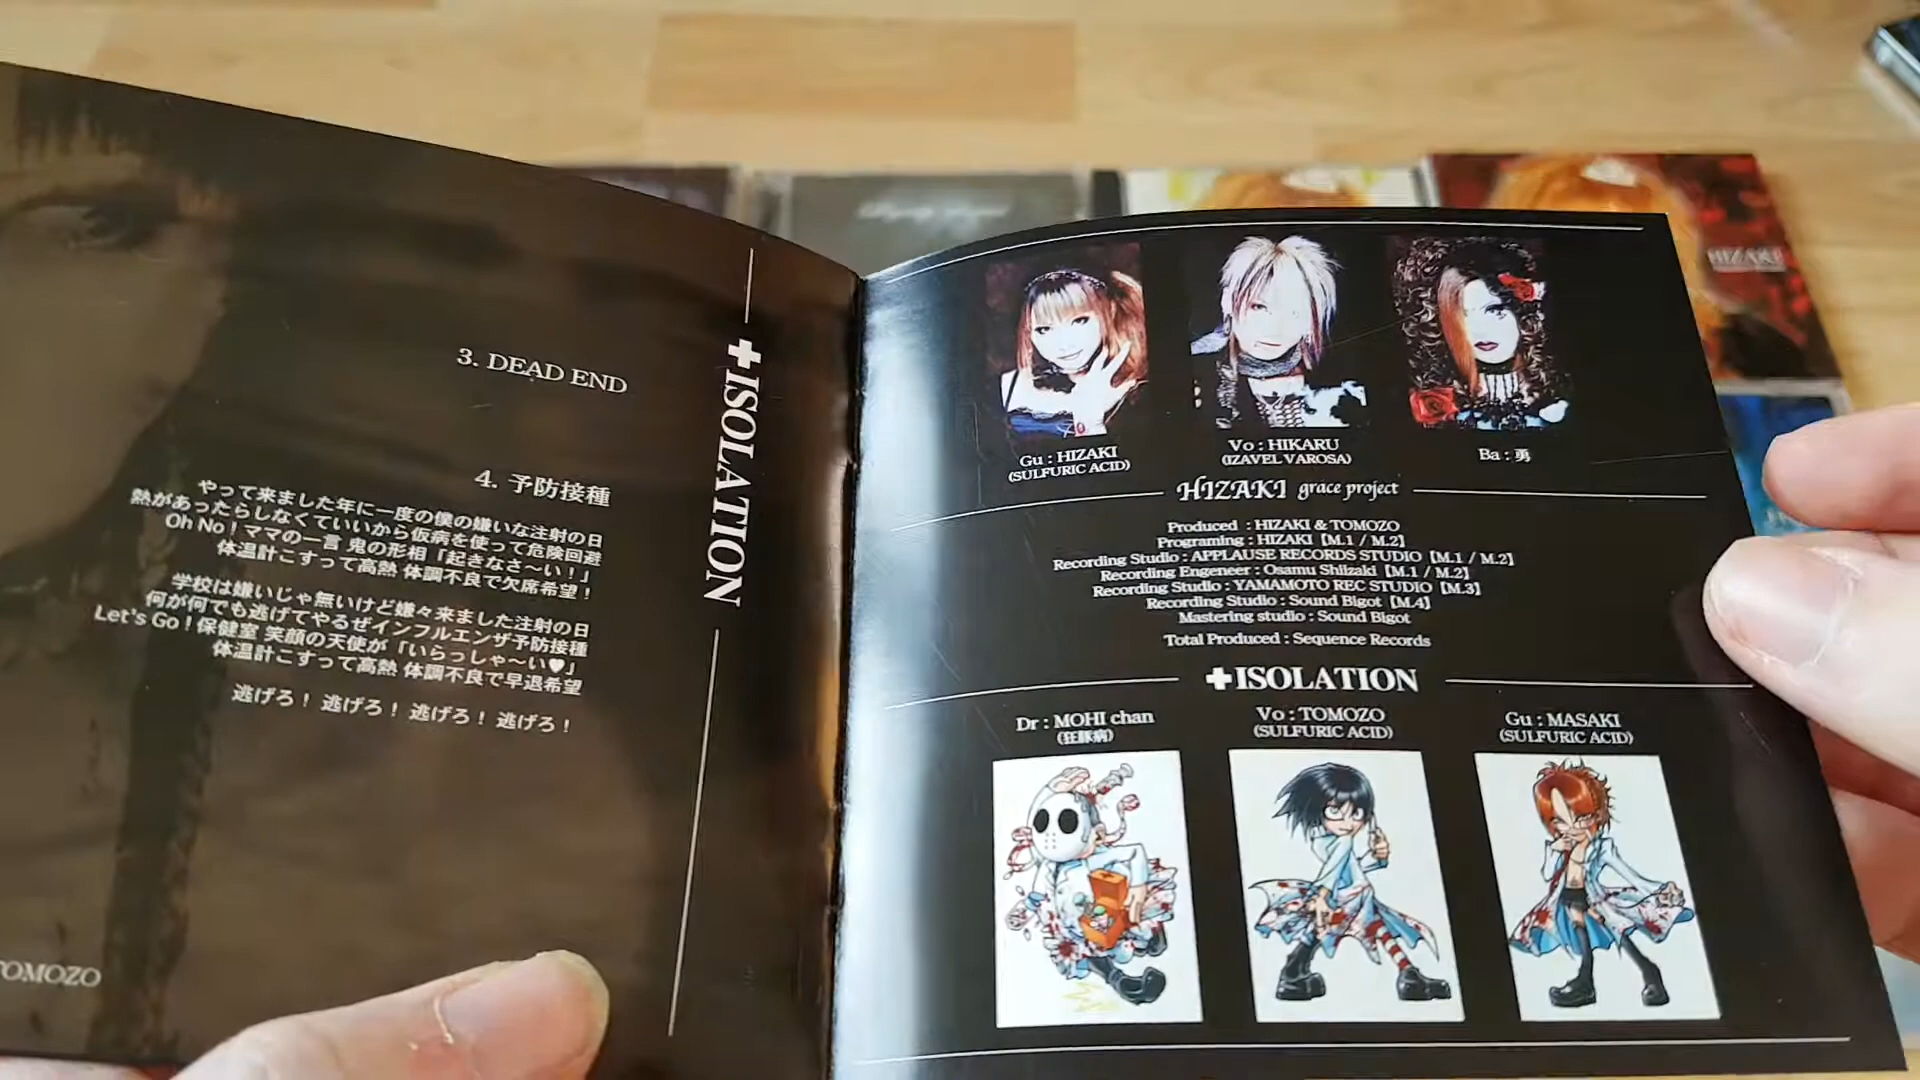 3. DEAD END
4. 予防接種
やって来ました年に一度の僕の嫌いな注射の日
熱があったらしなくていいから仮病を使って危険回避
Oh No！ママの一言 鬼の形相「起きなさ〜い！」
体温計こすって高熱 体調不良で欠席希望！
学校は嫌いじゃ無いけど嫌々来ました注射の日
何が何でも逃げてやるぜインフルエンザ予防接種
Let's Go！保健室 笑顔の天使が「いらっしゃ〜い♥」
体温計こすって高熱 体調不良で早退希望
逃げろ！ 逃げろ！ 逃げろ！ 逃げろ！
TOMOZO
✚ISOLATION
Gu : HIZAKI
(SULFURIC ACID)
Vo : HIKARU
(IZAVEL VAROSA)
Ba : 勇
HIZAKI grace project
Produced : HIZAKI & TOMOZO
Programing : HIZAKI【M.1 / M.2】
Recording Studio : APPLAUSE RECORDS STUDIO【M.1 / M.2】
Recording Engeneer : Osamu Shiizaki【M.1 / M.2】
Recording Studio : YAMAMOTO REC STUDIO【M.3】
Recording Studio : Sound Bigot【M.4】
Mastering studio : Sound Bigot
Total Produced : Sequence Records
✚ISOLATION
Dr : MOHI chan
(狂豚病)
Vo : TOMOZO
(SULFURIC ACID)
Gu : MASAKI
(SULFURIC ACID)
HIZAKI